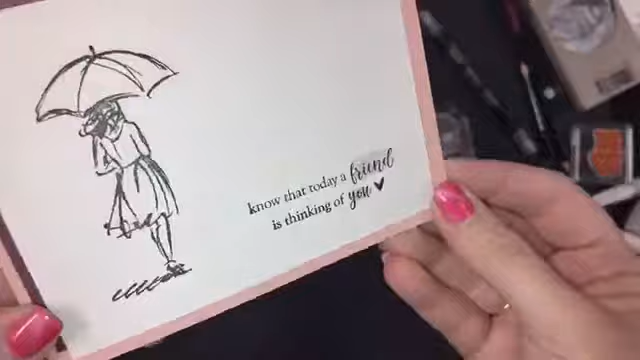 know that today a friend
is thinking of you ♥